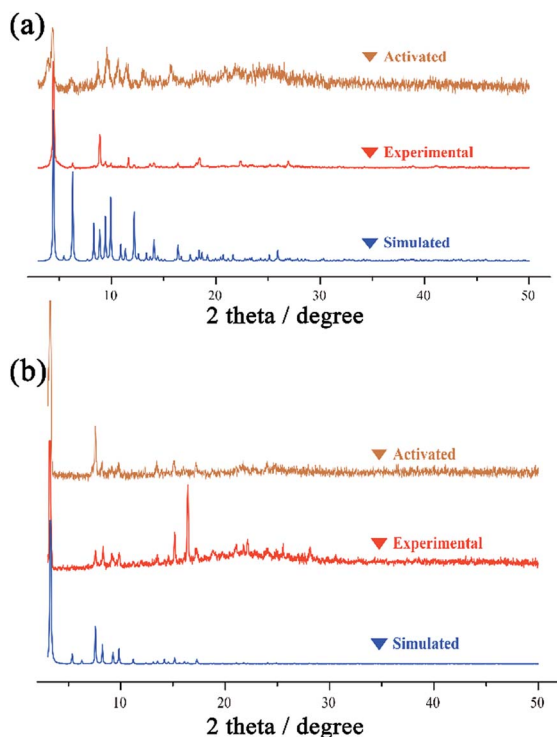 (a)
▼ Activated
▼ Experimental
▼ Simulated
10 20 30 40 50
2 theta / degree
(b)
▼ Activated
▼ Experimental
▼ Simulated
10 20 30 40 50
2 theta / degree